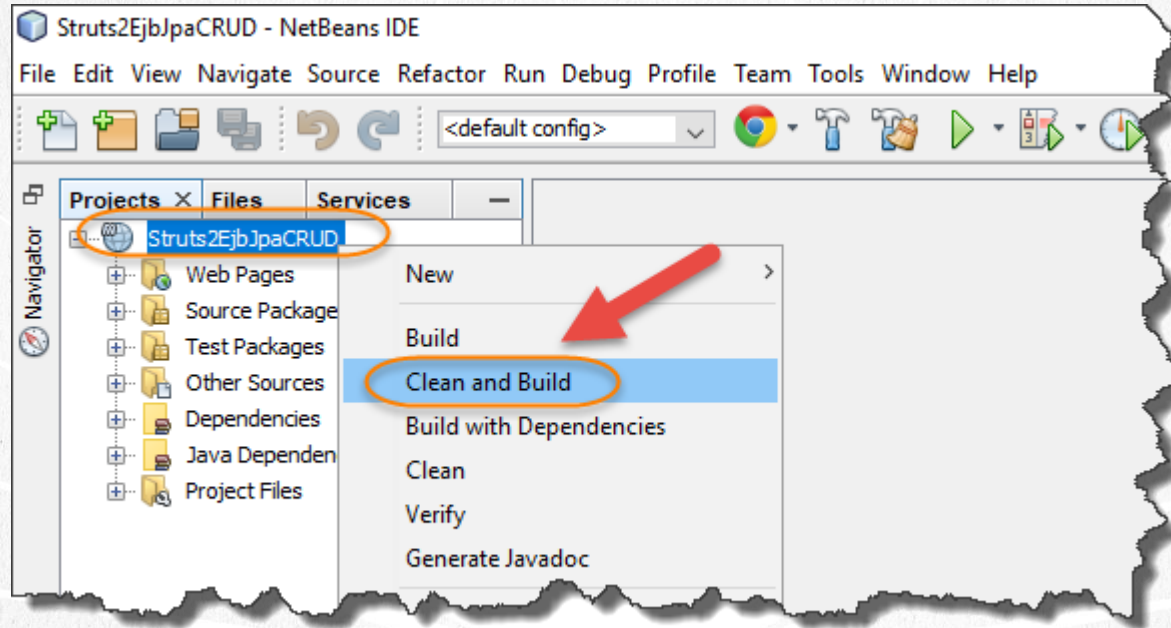 Struts2EjbJpaCRUD - NetBeans IDE
File Edit View Navigate Source Refactor Run Debug Profile Team Tools Window Help
<default config>
Projects Files Services
Navigator
Struts2EjbJpaCRUD
Web Pages
Source Package
Test Packages
Other Sources
Dependencies
Java Dependen
Project Files
New
Build
Clean and Build
Build with Dependencies
Clean
Verify
Generate Javadoc